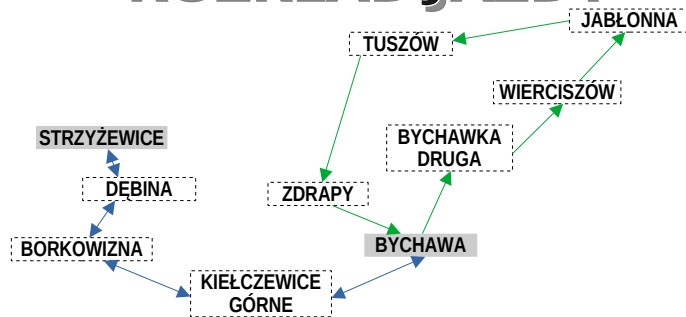 JABŁONNA
TUSZÓW
WIERCISZÓW
STRZYŻEWICE
BYCHAWKA
DRUGA
DĘBINA
ZDRAPY
BORKOWIZNA
BYCHAWA
KIEŁCZEWICE
GÓRNE